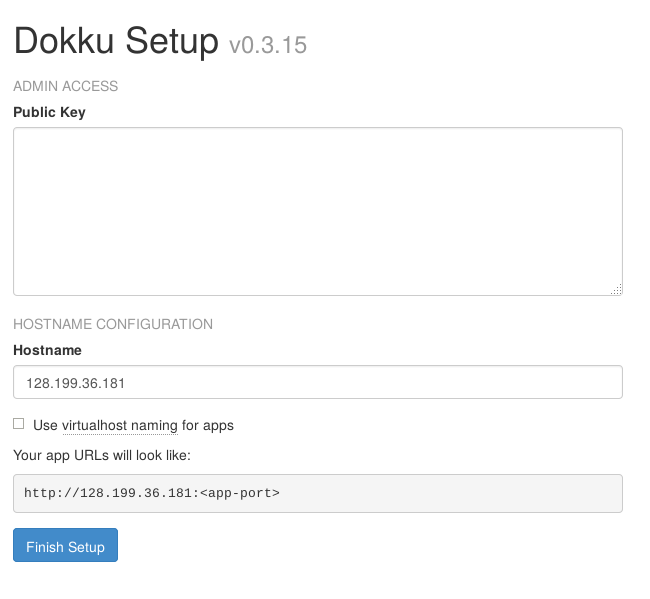 Dokku Setup v0.3.15
ADMIN ACCESS
Public Key
HOSTNAME CONFIGURATION
Hostname
128.199.36.181
Use virtualhost naming for apps
Your app URLs will look like:
http://128.199.36.181:<app-port>
Finish Setup